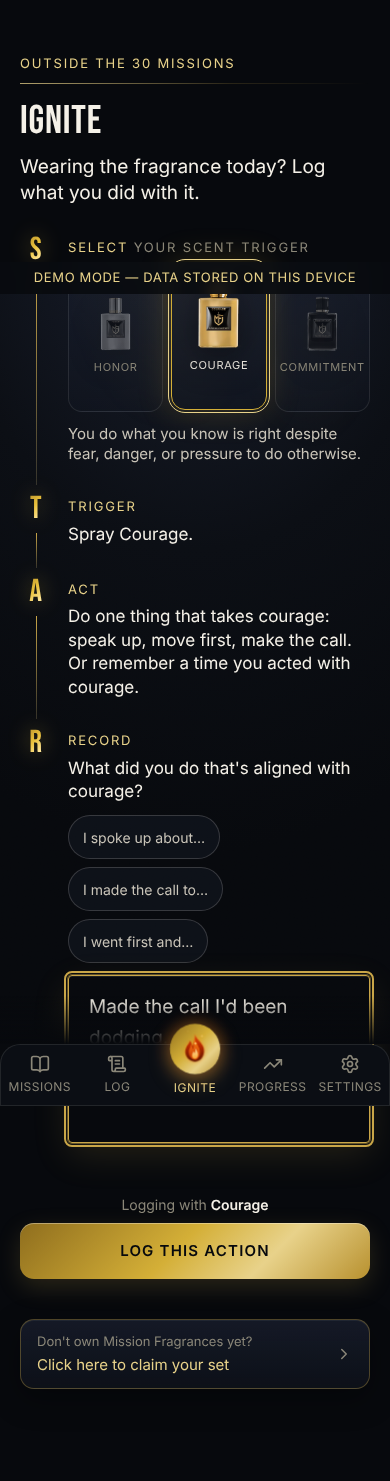 OUTSIDE THE 30 MISSIONS
IGNITE
Wearing the fragrance today? Log
what you did with it.
S
SELECT YOUR SCENT TRIGGER
DEMO MODE — DATA STORED ON THIS DEVICE
HONOR
COURAGE
COMMITMENT
You do what you know is right despite
fear, danger, or pressure to do otherwise.
T
TRIGGER
Spray Courage.
A
ACT
Do one thing that takes courage:
speak up, move first, make the call.
Or remember a time you acted with
courage.
R
RECORD
What did you do that's aligned with
courage?
I spoke up about...
I made the call to...
I went first and...
Made the call I'd been
dodging
MISSIONS
LOG
IGNITE
PROGRESS
SETTINGS
Logging with Courage
LOG THIS ACTION
Don't own Mission Fragrances yet?
Click here to claim your set